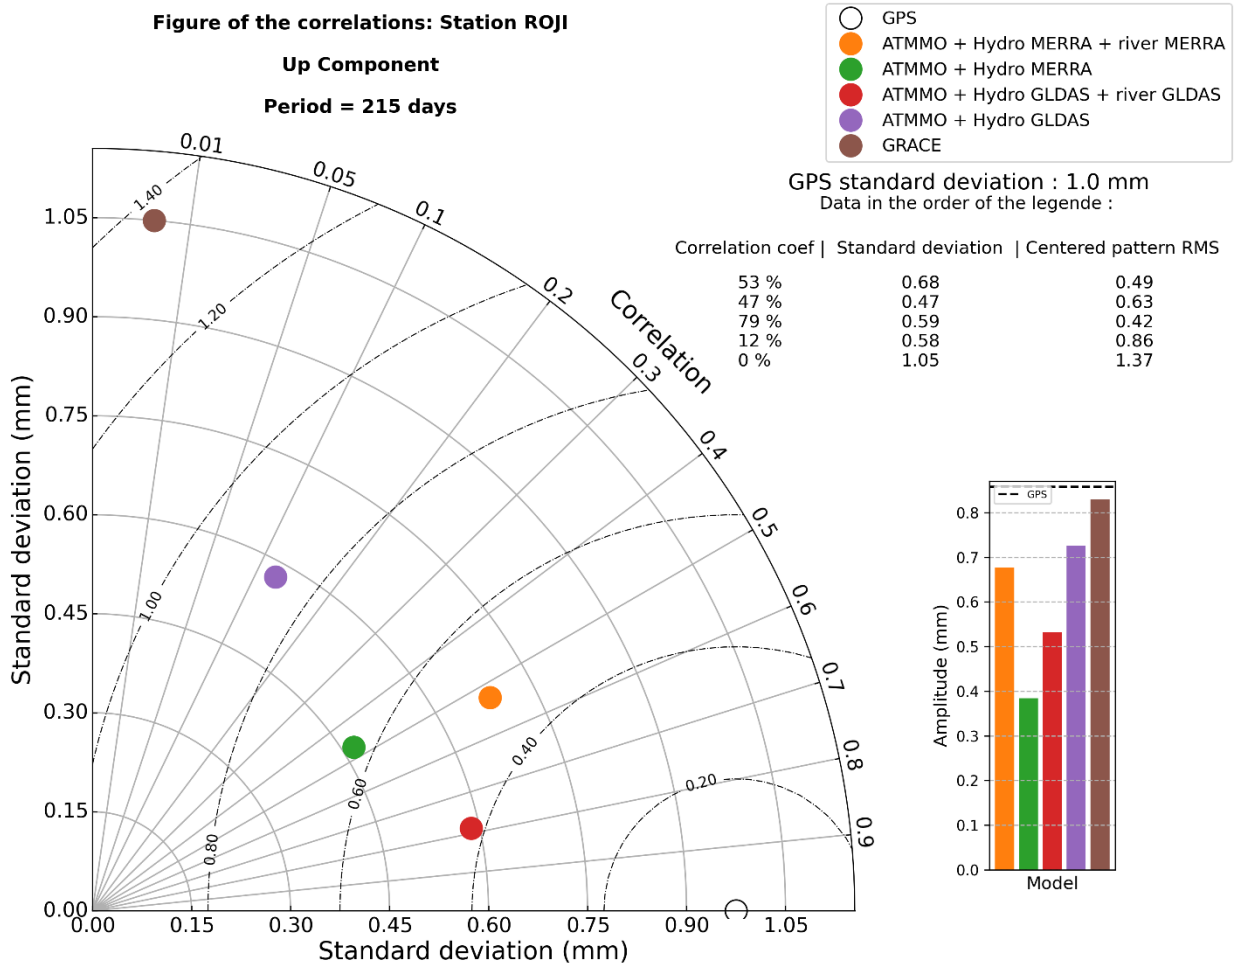 Figure of the correlations: Station ROJI
Up Component
Period = 215 days
GPS
ATMMO + Hydro MERRA + river MERRA
ATMMO + Hydro MERRA
ATMMO + Hydro GLDAS + river GLDAS
ATMMO + Hydro GLDAS
GRACE
GPS standard deviation : 1.0 mm
Data in the order of the legende :
Correlation coef | Standard deviation | Centered pattern RMS
53 % 0.68 0.49
47 % 0.47 0.63
79 % 0.59 0.42
12 % 0.58 0.86
0 % 1.05 1.37
Standard deviation (mm)
1.05
0.90
0.75
0.60
0.45
0.30
0.15
0.00
0.00 0.15 0.30 0.45 0.60 0.75 0.90 1.05
Standard deviation (mm)
0.01
0.05
0.1
0.2
0.3
0.4
0.5
0.6
0.7
0.8
0.9
Correlation
1.40
1.20
1.00
0.80
0.60
0.40
0.20
GPS
Amplitude (mm)
0.8
0.7
0.6
0.5
0.4
0.3
0.2
0.1
0.0
Model